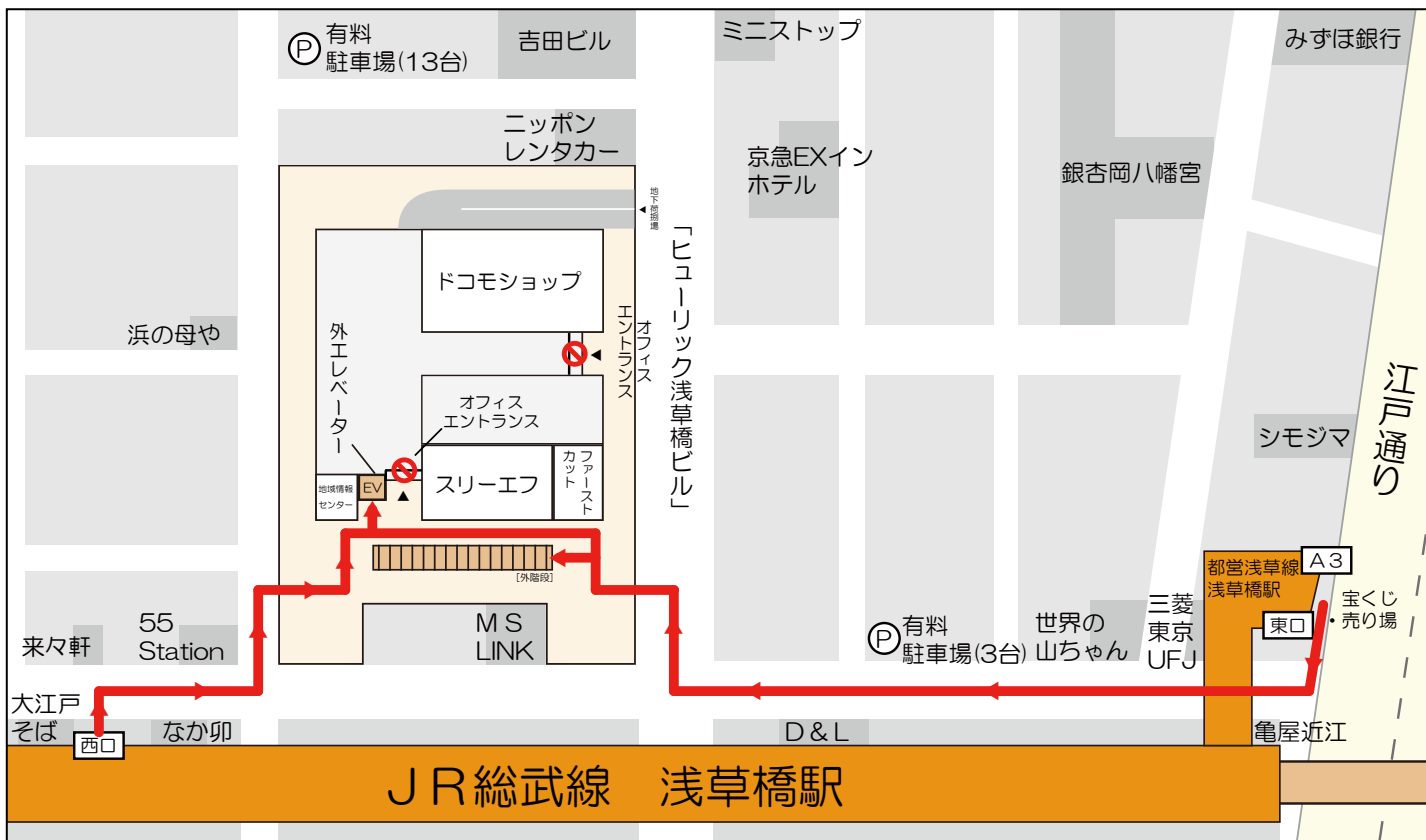 Ⓟ有料
駐車場(13台)
吉田ビル
ミニストップ
みずほ銀行
ニッポン
レンタカー
京急EXイン
ホテル
銀杏岡八幡宮
地下荷捌場
「ヒューリック浅草橋ビル」
ドコモショップ
オフィス
エントランス
浜の母や
外エレベーター
オフィス
エントランス
江戸通り
シモジマ
地域情報
センター
EV
スリーエフ
ファースト
カット
[外階段]
都営浅草線
浅草橋駅
A3
東口
宝くじ
・売り場
来々軒
55
Station
MS
LINK
Ⓟ有料
駐車場(3台)
世界の
山ちゃん
三菱
東京
UFJ
大江戸
そば
西口
なか卯
D&L
亀屋近江
JR総武線 浅草橋駅